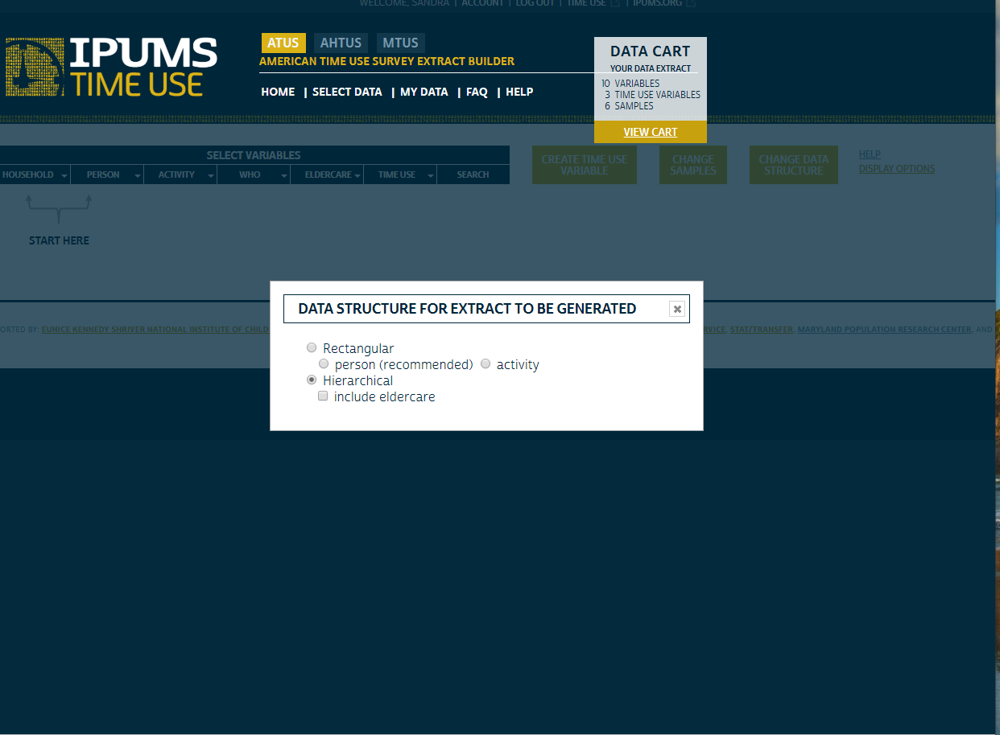 WELCOME, SANDRA | ACCOUNT | LOG OUT | TIME USE | IPUMS.ORG
IPUMS
TIME USE
ATUS AHTUS MTUS
AMERICAN TIME USE SURVEY EXTRACT BUILDER
HOME | SELECT DATA | MY DATA | FAQ | HELP
DATA CART
YOUR DATA EXTRACT
10 VARIABLES
3 TIME USE VARIABLES
6 SAMPLES
VIEW CART
SELECT VARIABLES
HOUSEHOLD PERSON ACTIVITY WHO ELDERCARE TIME USE SEARCH
CREATE TIME USE
VARIABLE
CHANGE
SAMPLES
CHANGE DATA
STRUCTURE
HELP
DISPLAY OPTIONS
START HERE
DATA STRUCTURE FOR EXTRACT TO BE GENERATED
ORTED BY: EUNICE KENNEDY SHRIVER NATIONAL INSTITUTE OF CHILD RVICE, STAT/TRANSFER, MARYLAND POPULATION RESEARCH CENTER, AND
Rectangular
person (recommended) activity
Hierarchical
include eldercare